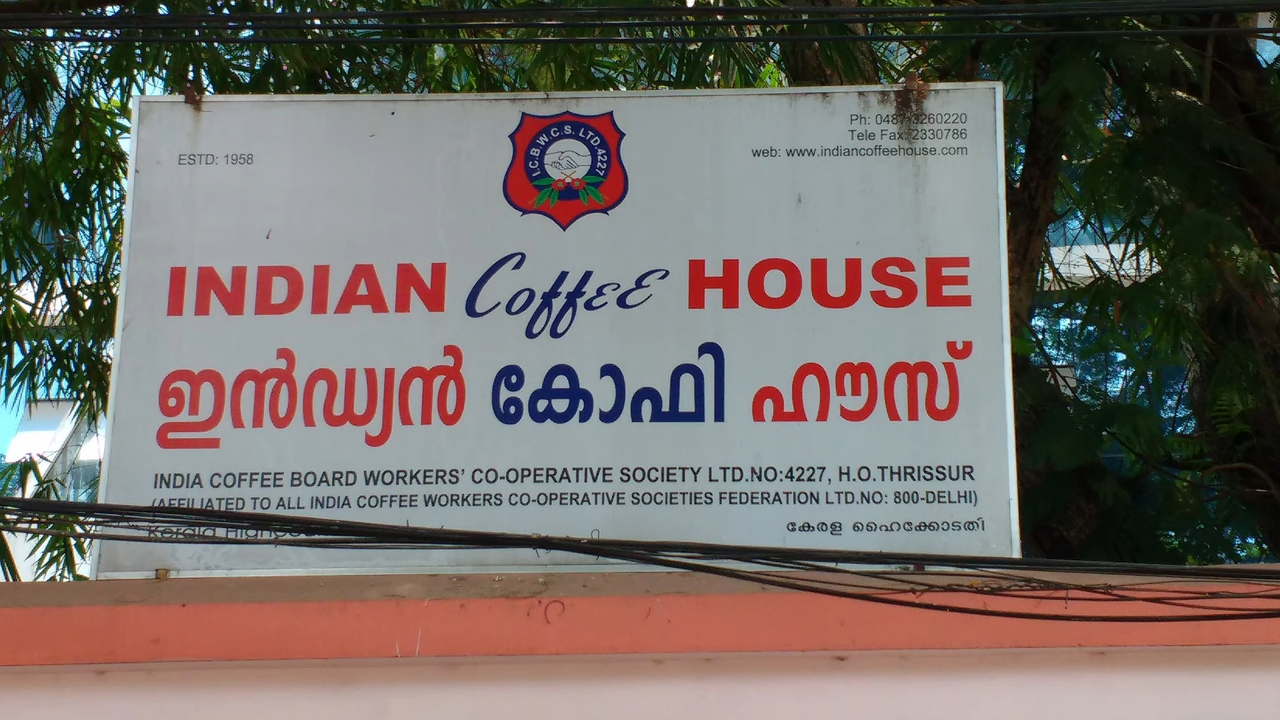 ESTD: 1958
I.C.B.W.C.S. LTD.4227
Ph: 0487-3260220
Tele Fax: 2330786
web: www.indiancoffeehouse.com
INDIAN Coffee HOUSE
ഇൻഡ്യൻ കോഫി ഹൗസ്
INDIA COFFEE BOARD WORKERS' CO-OPERATIVE SOCIETY LTD.NO:4227, H.O.THRISSUR
(AFFILIATED TO ALL INDIA COFFEE WORKERS CO-OPERATIVE SOCIETIES FEDERATION LTD.NO: 800-DELHI)
Kerala
കേരള ഹൈക്കോടതി